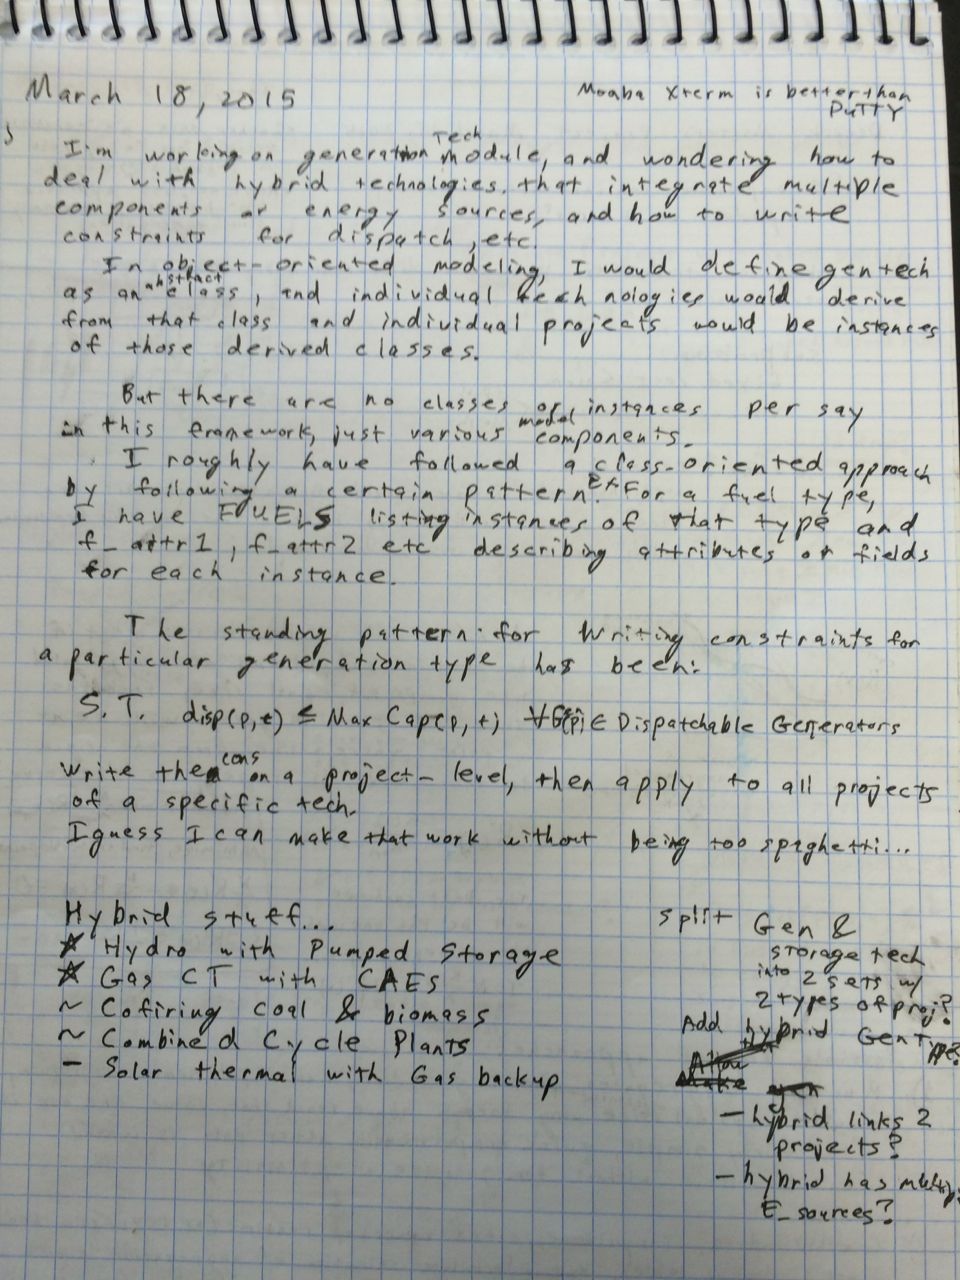 March 18, 2015
Moaba Xterm is better than
PuTTY
I'm working on generation Tech module, and wondering how to
deal with hybrid technologies. that integrate multiple
components or energy sources, and how to write
constraints for dispatch, etc.
In object-oriented modeling, I would define gentech
as an abstract class, and individual technologies would derive
from that class and individual projects would be instances
of those derived classes.
But there are no classes or instances per say
in this framework, just various model components.
I roughly have followed a class-oriented approach
by following a certain pattern. Ex: For a fuel type,
I have FUELS listing instances of that type and
f_attr1, f_attr2 etc describing attributes or fields
for each instance.
The standing pattern for writing constraints for
a particular generation type has been:
S.T. disp(p,t) ≤ Max Cap(p,t) ∀ G(p) ∈ Dispatchable Generators
Write the cons on a project-level, then apply to all projects
of a specific tech.
I guess I can make that work without being too spaghetti...
Hybrid stuff...
☆ Hydro with Pumped Storage
☆ Gas CT with CAES
~ Cofiring coal & biomass
~ Combined Cycle Plants
- Solar thermal with Gas backup
split Gen &
storage tech
into 2 sets w/
2 types of proj?
Add hybrid GenType?
Allow
Make gen
- hybrid links 2
projects?
- hybrid has
E_sources?